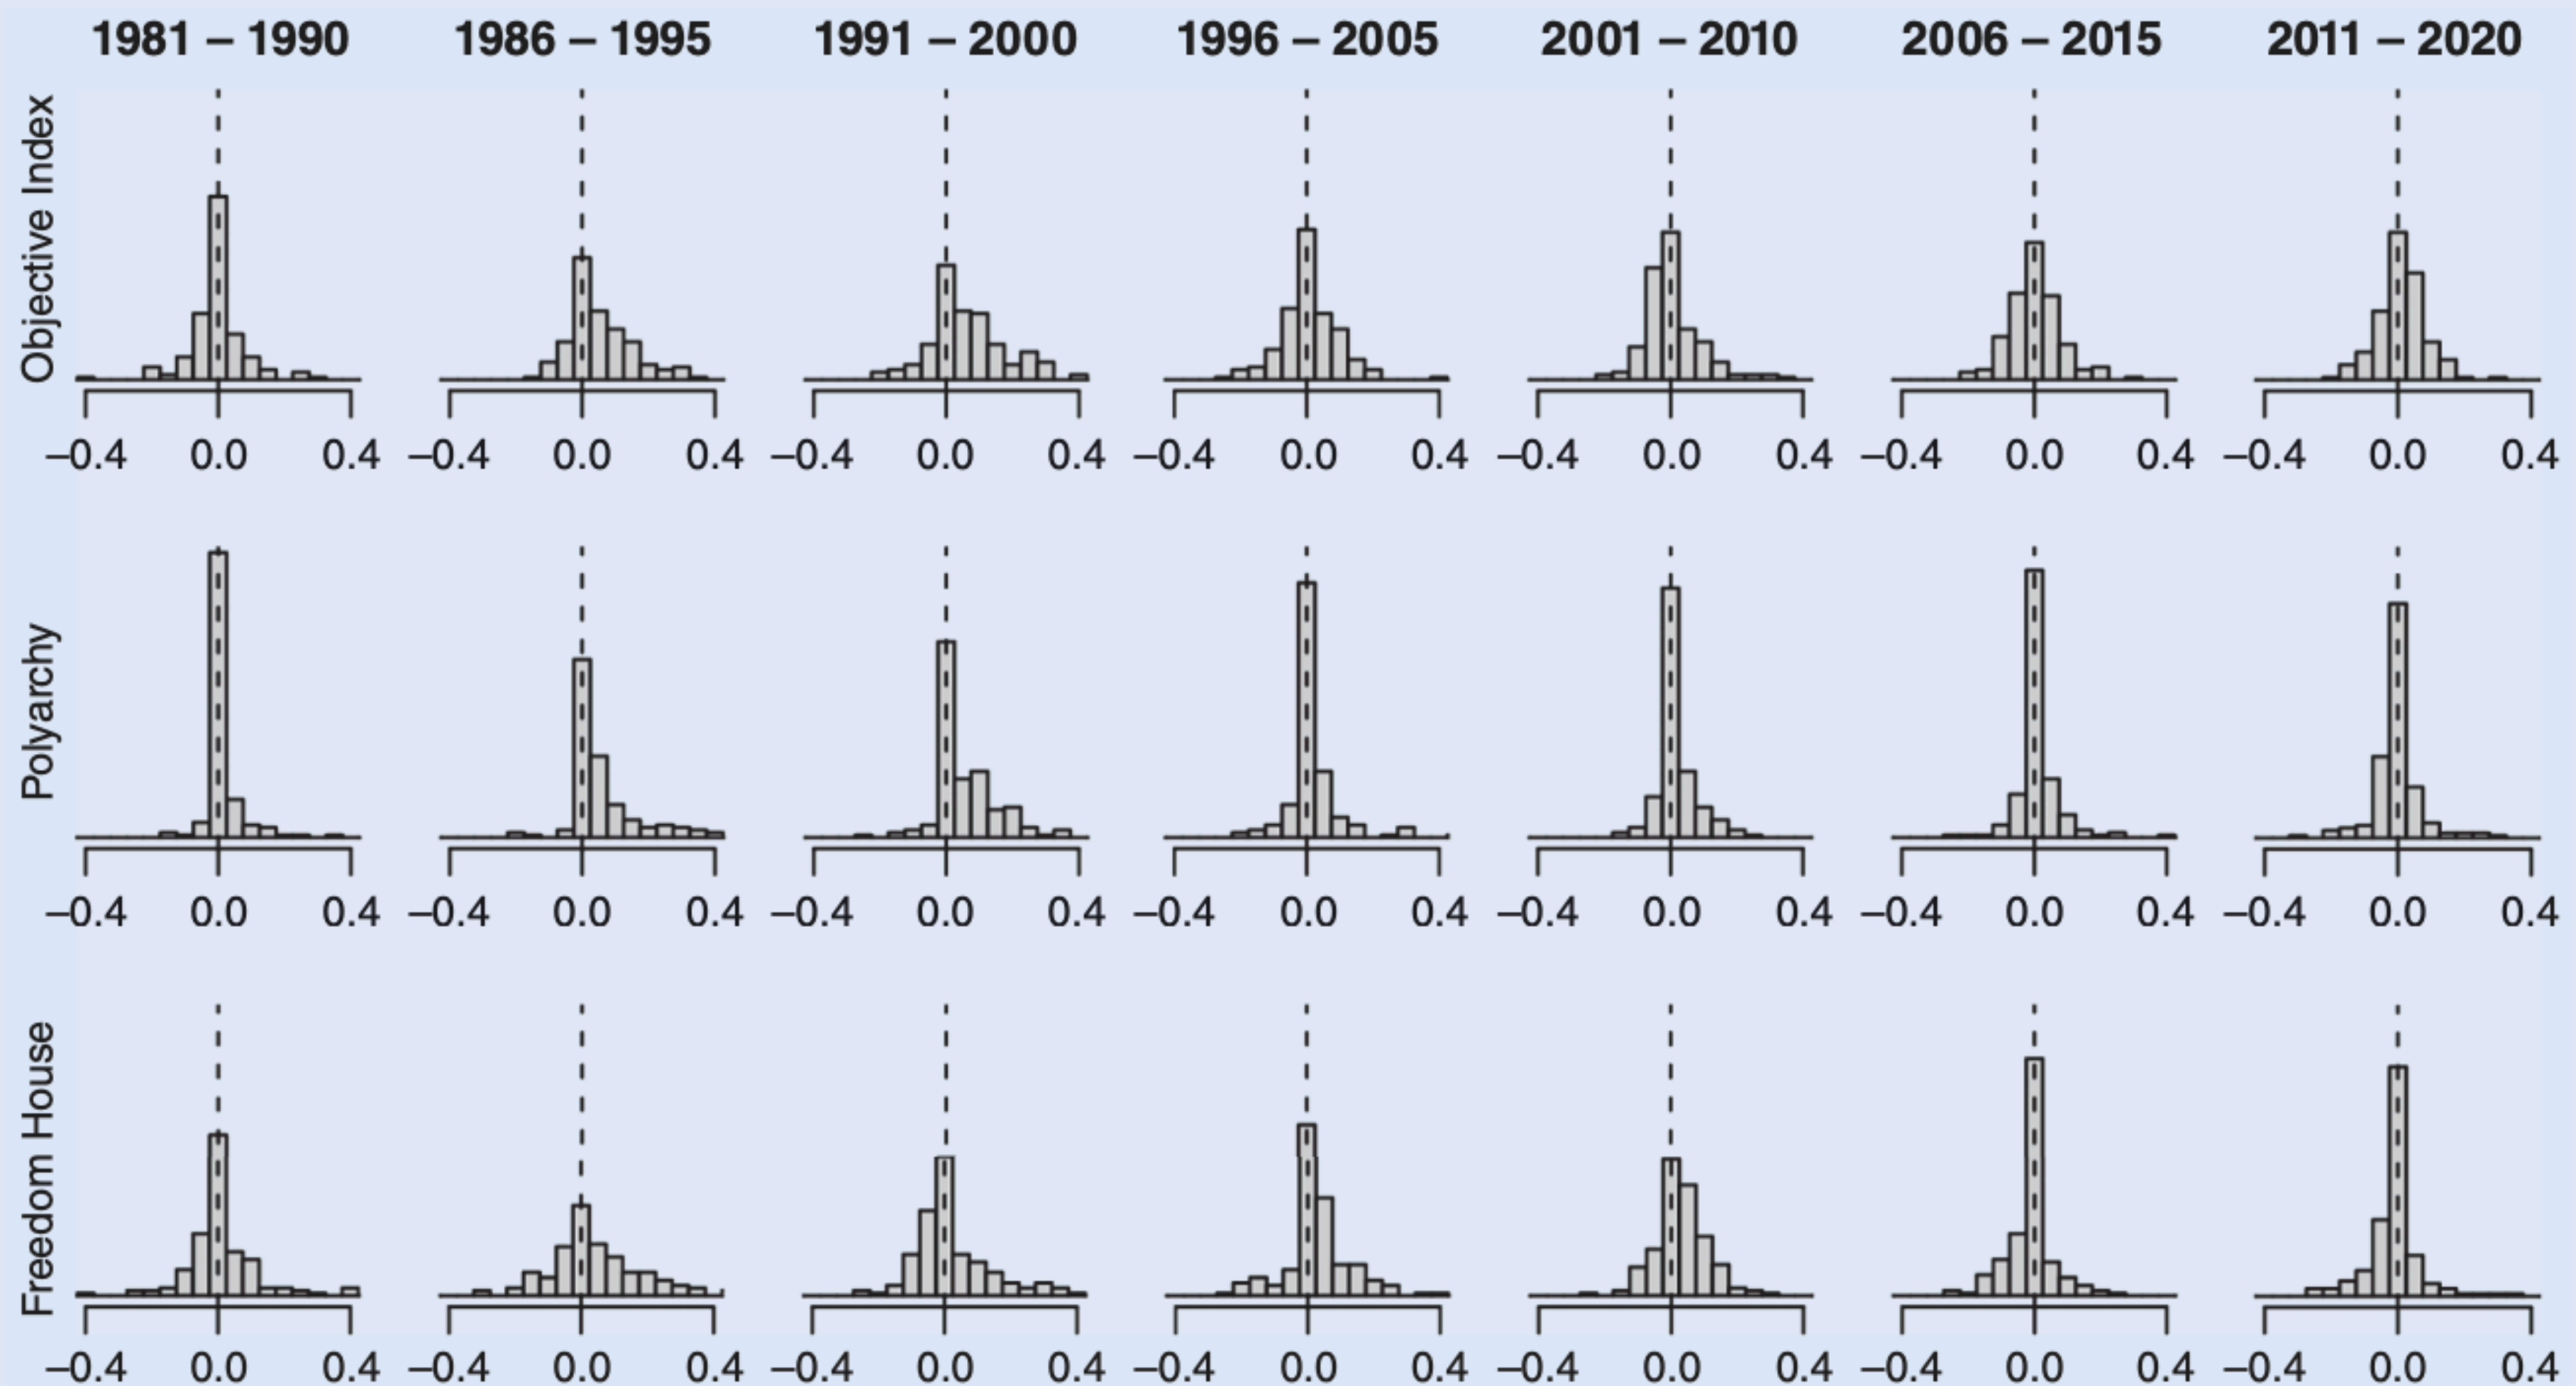 1981 – 1990 1986 – 1995 1991 – 2000 1996 – 2005 2001 – 2010 2006 – 2015 2011 – 2020
Objective Index
–0.4 0.0 0.4 –0.4 0.0 0.4 –0.4 0.0 0.4 –0.4 0.0 0.4 –0.4 0.0 0.4 –0.4 0.0 0.4 –0.4 0.0 0.4
Polyarchy
–0.4 0.0 0.4 –0.4 0.0 0.4 –0.4 0.0 0.4 –0.4 0.0 0.4 –0.4 0.0 0.4 –0.4 0.0 0.4 –0.4 0.0 0.4
Freedom House
–0.4 0.0 0.4 –0.4 0.0 0.4 –0.4 0.0 0.4 –0.4 0.0 0.4 –0.4 0.0 0.4 –0.4 0.0 0.4 –0.4 0.0 0.4